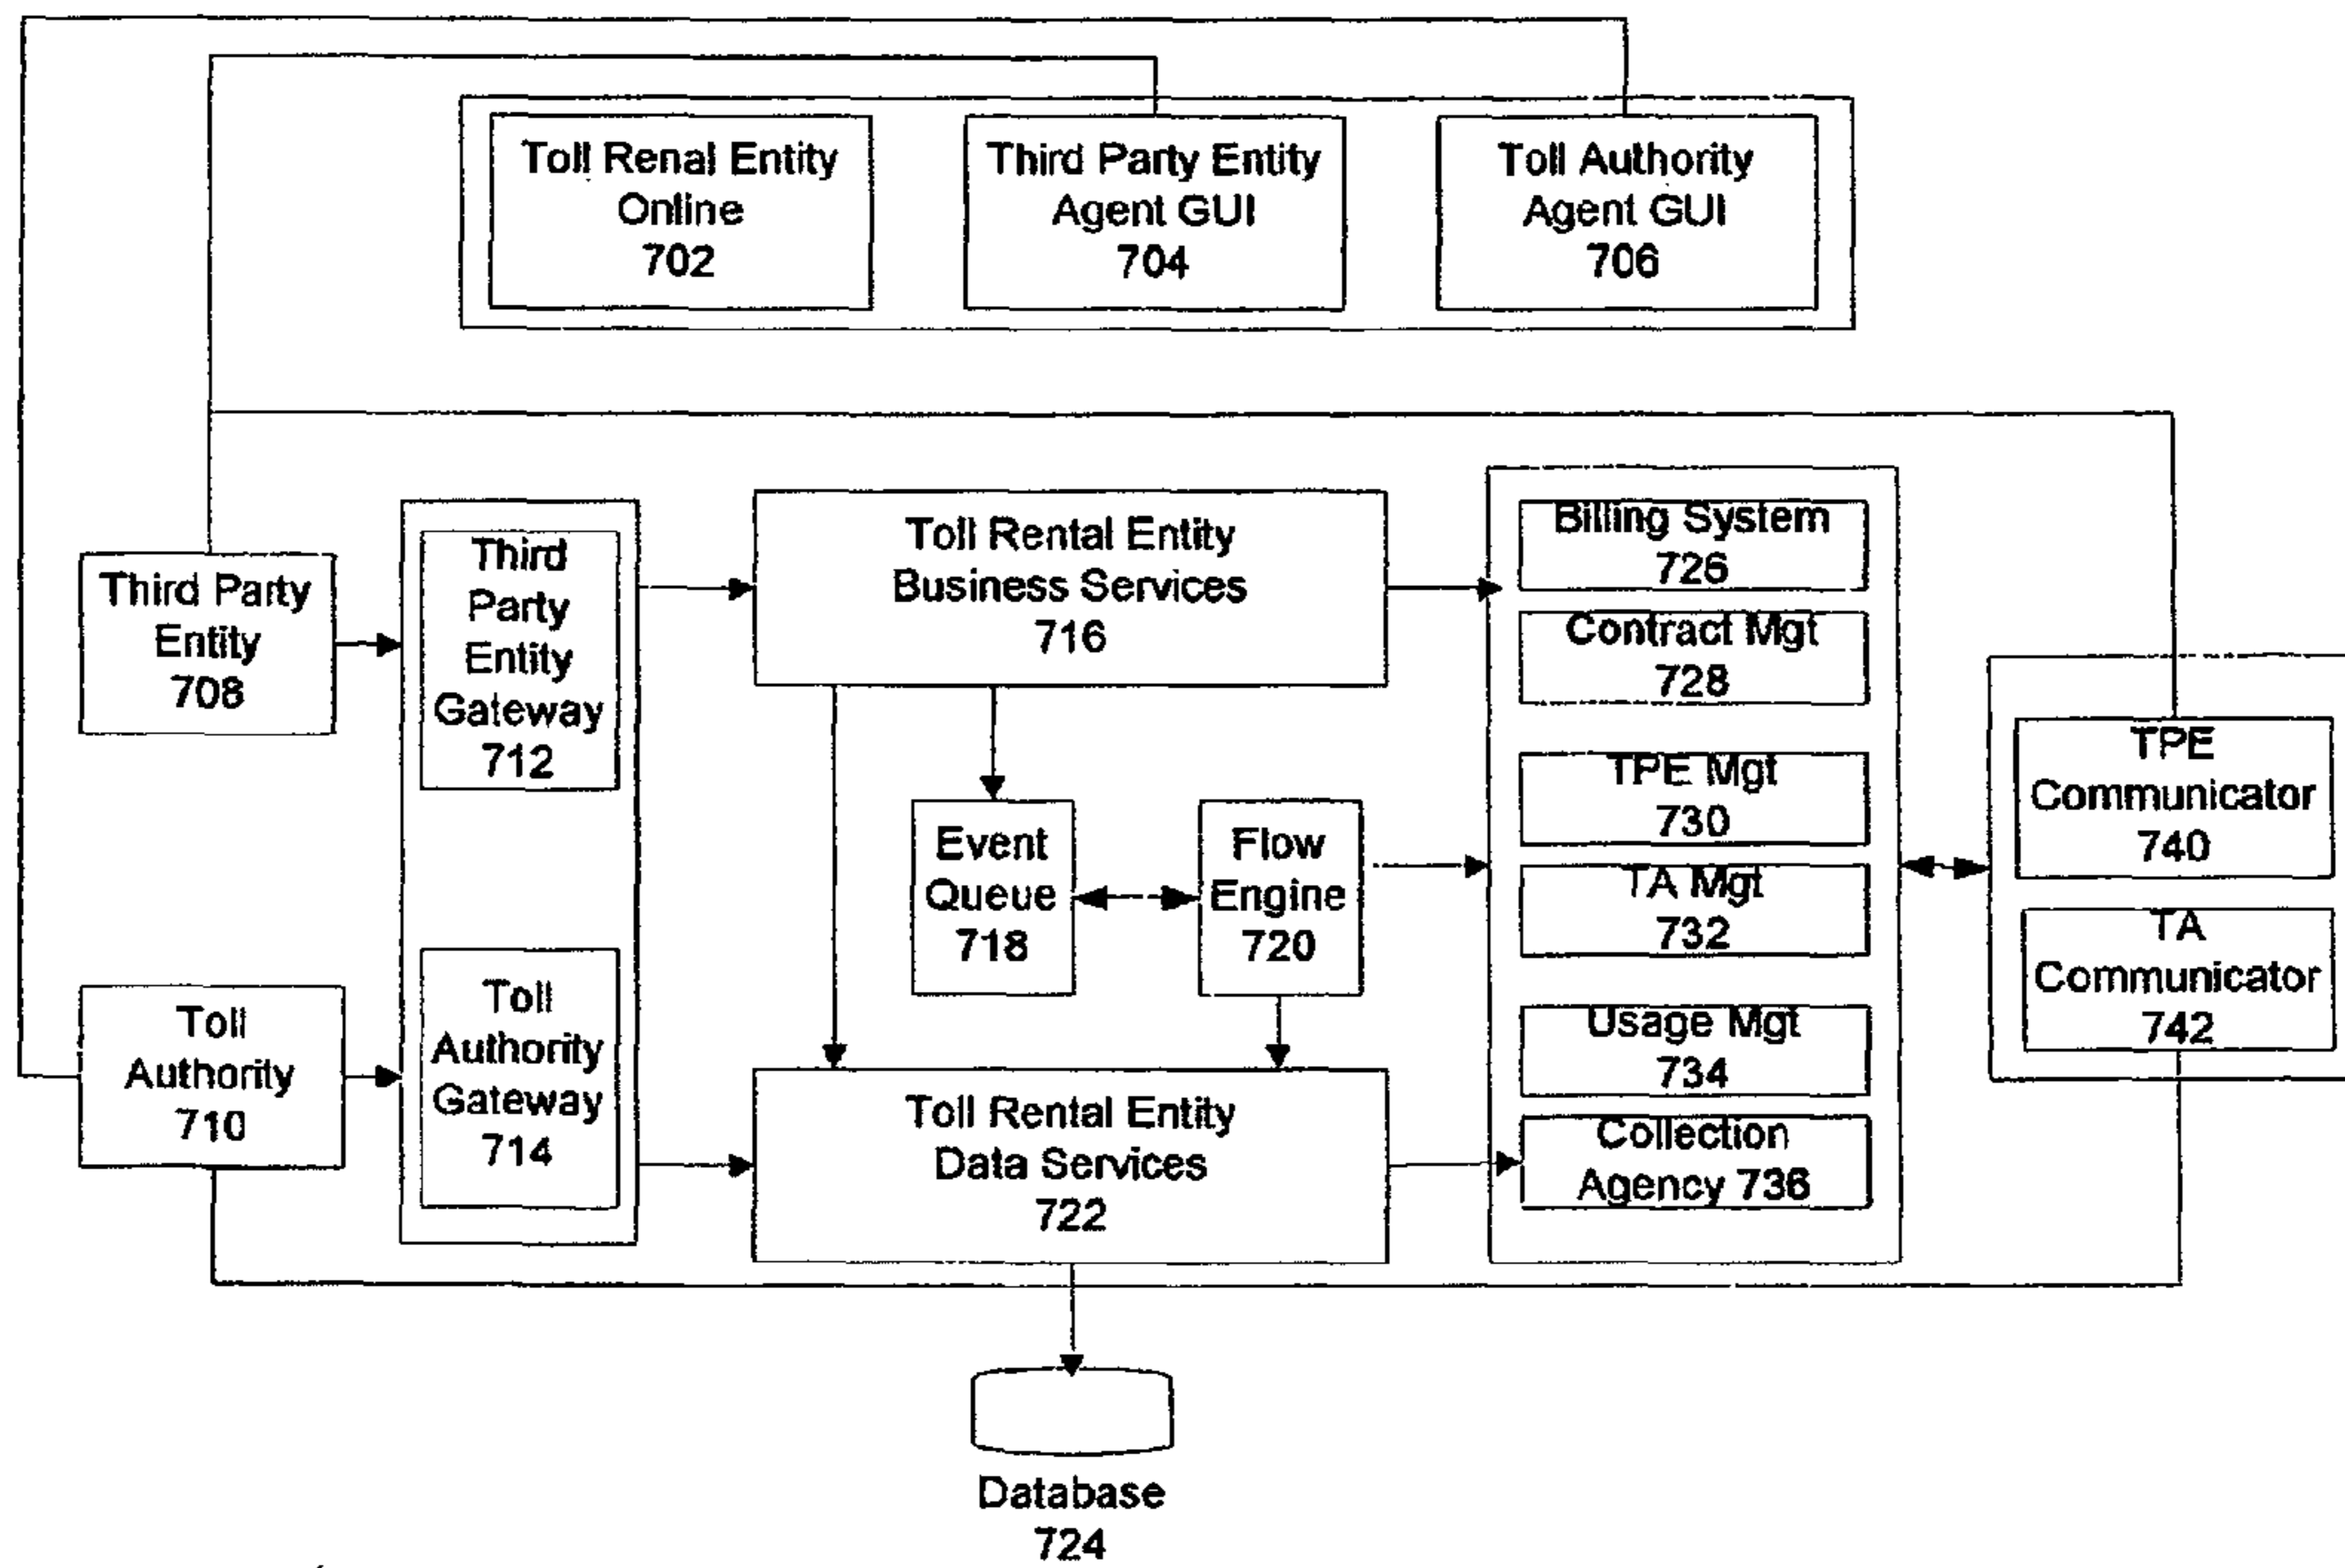 Toll Renal Entity
Online
702
Third Party Entity
Agent GUI
704
Toll Authority
Agent GUI
706
Third Party
Entity
708
Toll
Authority
710
Third
Party
Entity
Gateway
712
Toll
Authority
Gateway
714
Toll Rental Entity
Business Services
716
Event
Queue
718
Flow
Engine
720
Toll Rental Entity
Data Services
722
Database
724
Billing System
726
Contract Mgt
728
TPE Mgt
730
TA Mgt
732
Usage Mgt
734
Collection
Agency 736
TPE
Communicator
740
TA
Communicator
742